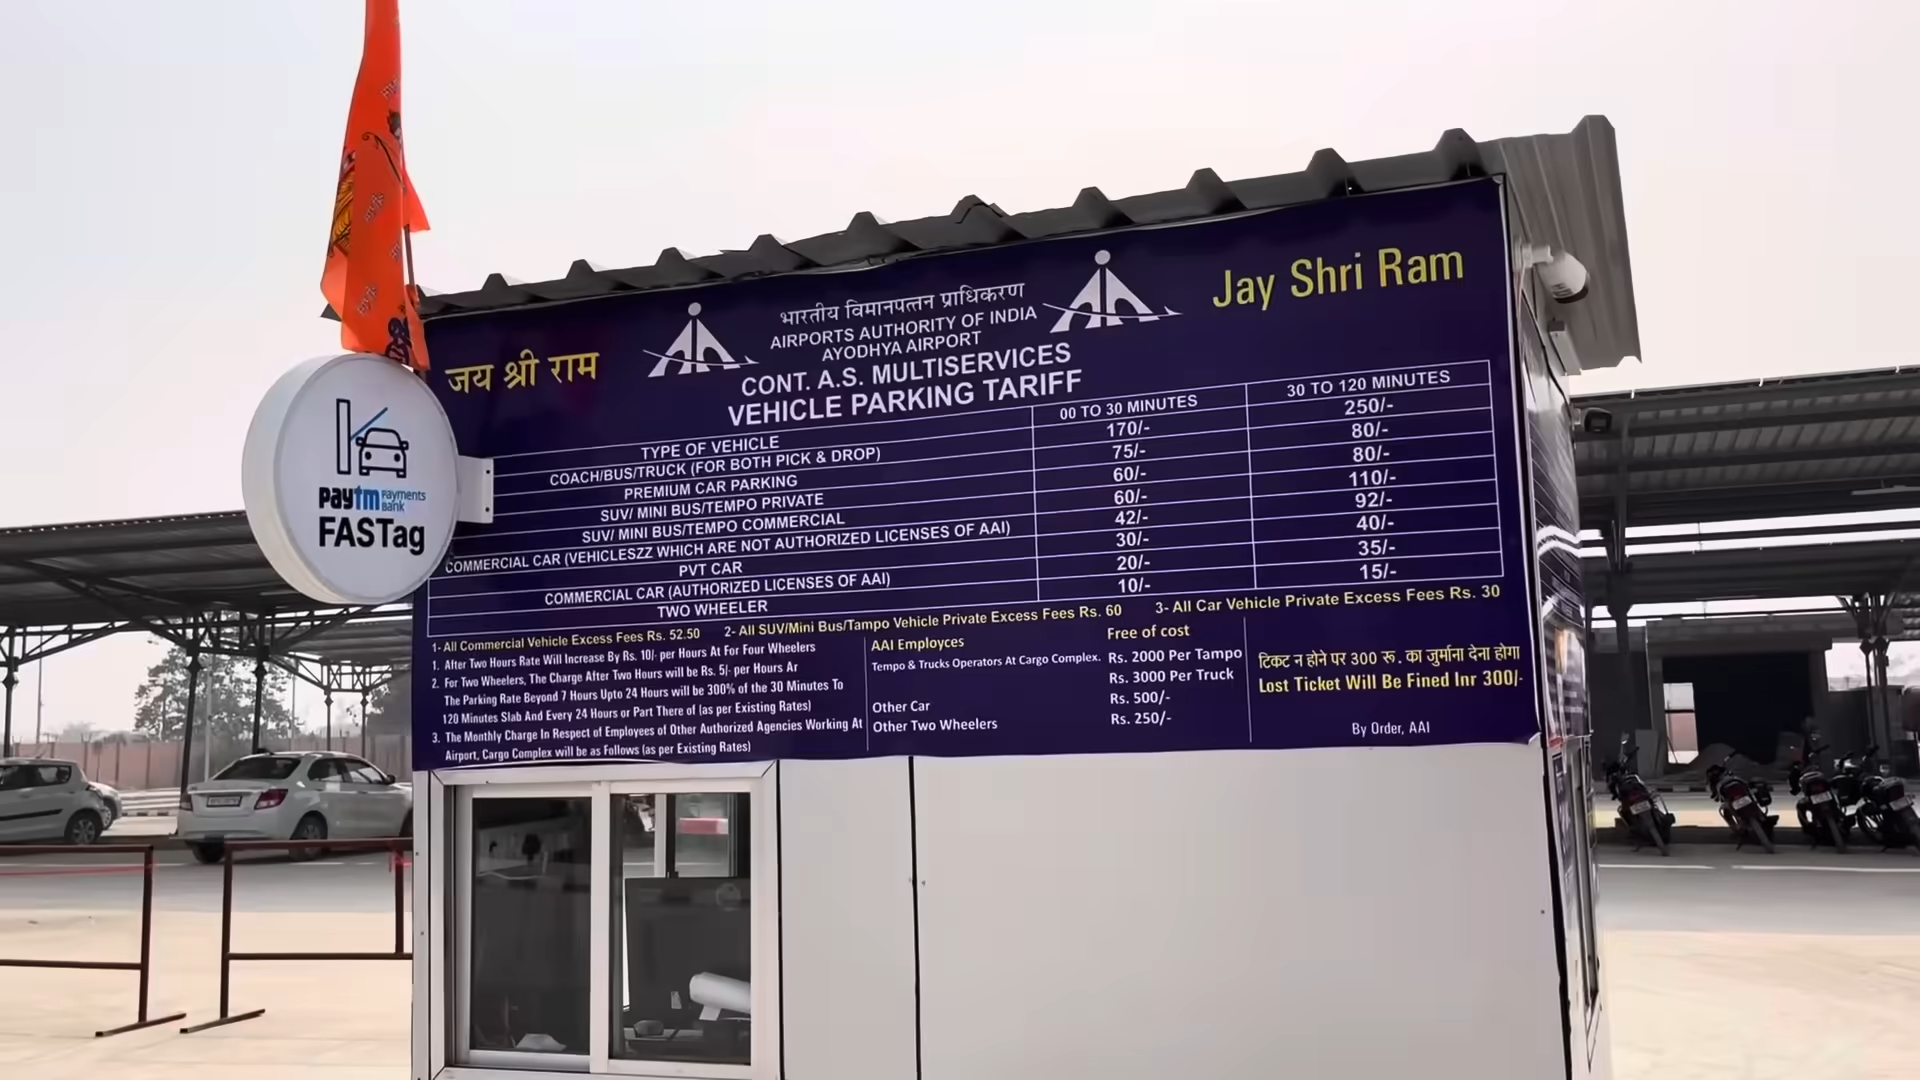 जय श्री राम
भारतीय विमानपत्तन प्राधिकरण
AIRPORTS AUTHORITY OF INDIA
AYODHYA AIRPORT
CONT. A.S. MULTISERVICES
VEHICLE PARKING TARIFF
Jay Shri Ram
TYPE OF VEHICLE 00 TO 30 MINUTES 30 TO 120 MINUTES
COACH/BUS/TRUCK (FOR BOTH PICK & DROP) 170/- 250/-
PREMIUM CAR PARKING 75/- 80/-
SUV/ MINI BUS/TEMPO PRIVATE 60/- 80/-
SUV/ MINI BUS/TEMPO COMMERCIAL 60/- 110/-
COMMERCIAL CAR (VEHICLESZZ WHICH ARE NOT AUTHORIZED LICENSES OF AAI) 42/- 92/-
PVT CAR 30/- 40/-
COMMERCIAL CAR (AUTHORIZED LICENSES OF AAI) 20/- 35/-
TWO WHEELER 10/- 15/-
1- All Commercial Vehicle Excess Fees Rs. 52.50 2- All SUV/Mini Bus/Tampo Vehicle Private Excess Fees Rs. 60 3- All Car Vehicle Private Excess Fees Rs. 30
1. After Two Hours Rate Will Increase By Rs. 10/- per Hours At For Four Wheelers
2. For Two Wheelers, The Charge After Two Hours will be Rs. 5/- per Hours Ar
The Parking Rate Beyond 7 Hours Upto 24 Hours will be 300% of the 30 Minutes To
120 Minutes Slab And Every 24 Hours or Part There of (as per Existing Rates)
3. The Monthly Charge In Respect of Employees of Other Authorized Agencies Working At
Airport, Cargo Complex will be as Follows (as per Existing Rates)
AAI Employces Free of cost
Tempo & Trucks Operators At Cargo Complex. Rs. 2000 Per Tampo
Rs. 3000 Per Truck
Other Car Rs. 500/-
Other Two Wheelers Rs. 250/-
टिकट न होने पर 300 रू. का जुर्माना देना होगा
Lost Ticket Will Be Fined Inr 300/-
By Order, AAI
paytm Payments Bank
FASTag